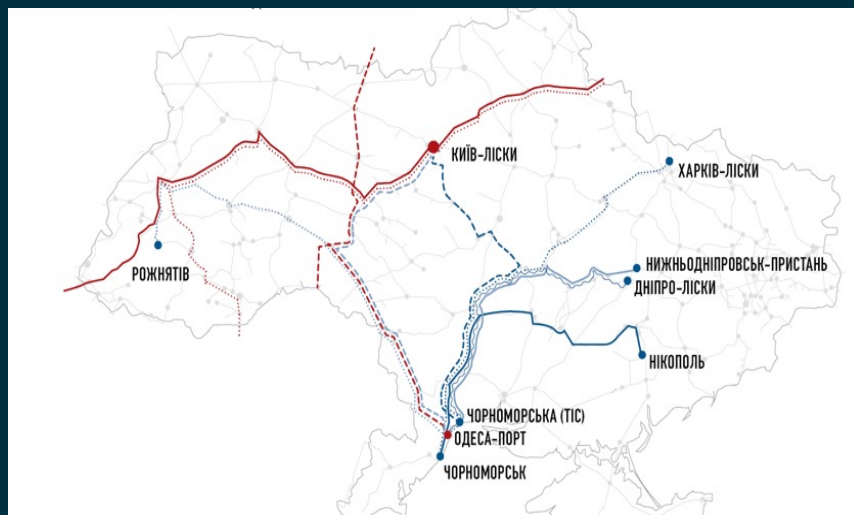 КИЇВ-ЛІСКИ
ХАРКІВ-ЛІСКИ
РОЖНЯТІВ
НИЖНЬОДНІПРОВСЬК-ПРИСТАНЬ
ДНІПРО-ЛІСКИ
НІКОПОЛЬ
ЧОРНОМОРСЬКА (ТІС)
ОДЕСА-ПОРТ
ЧОРНОМОРСЬК